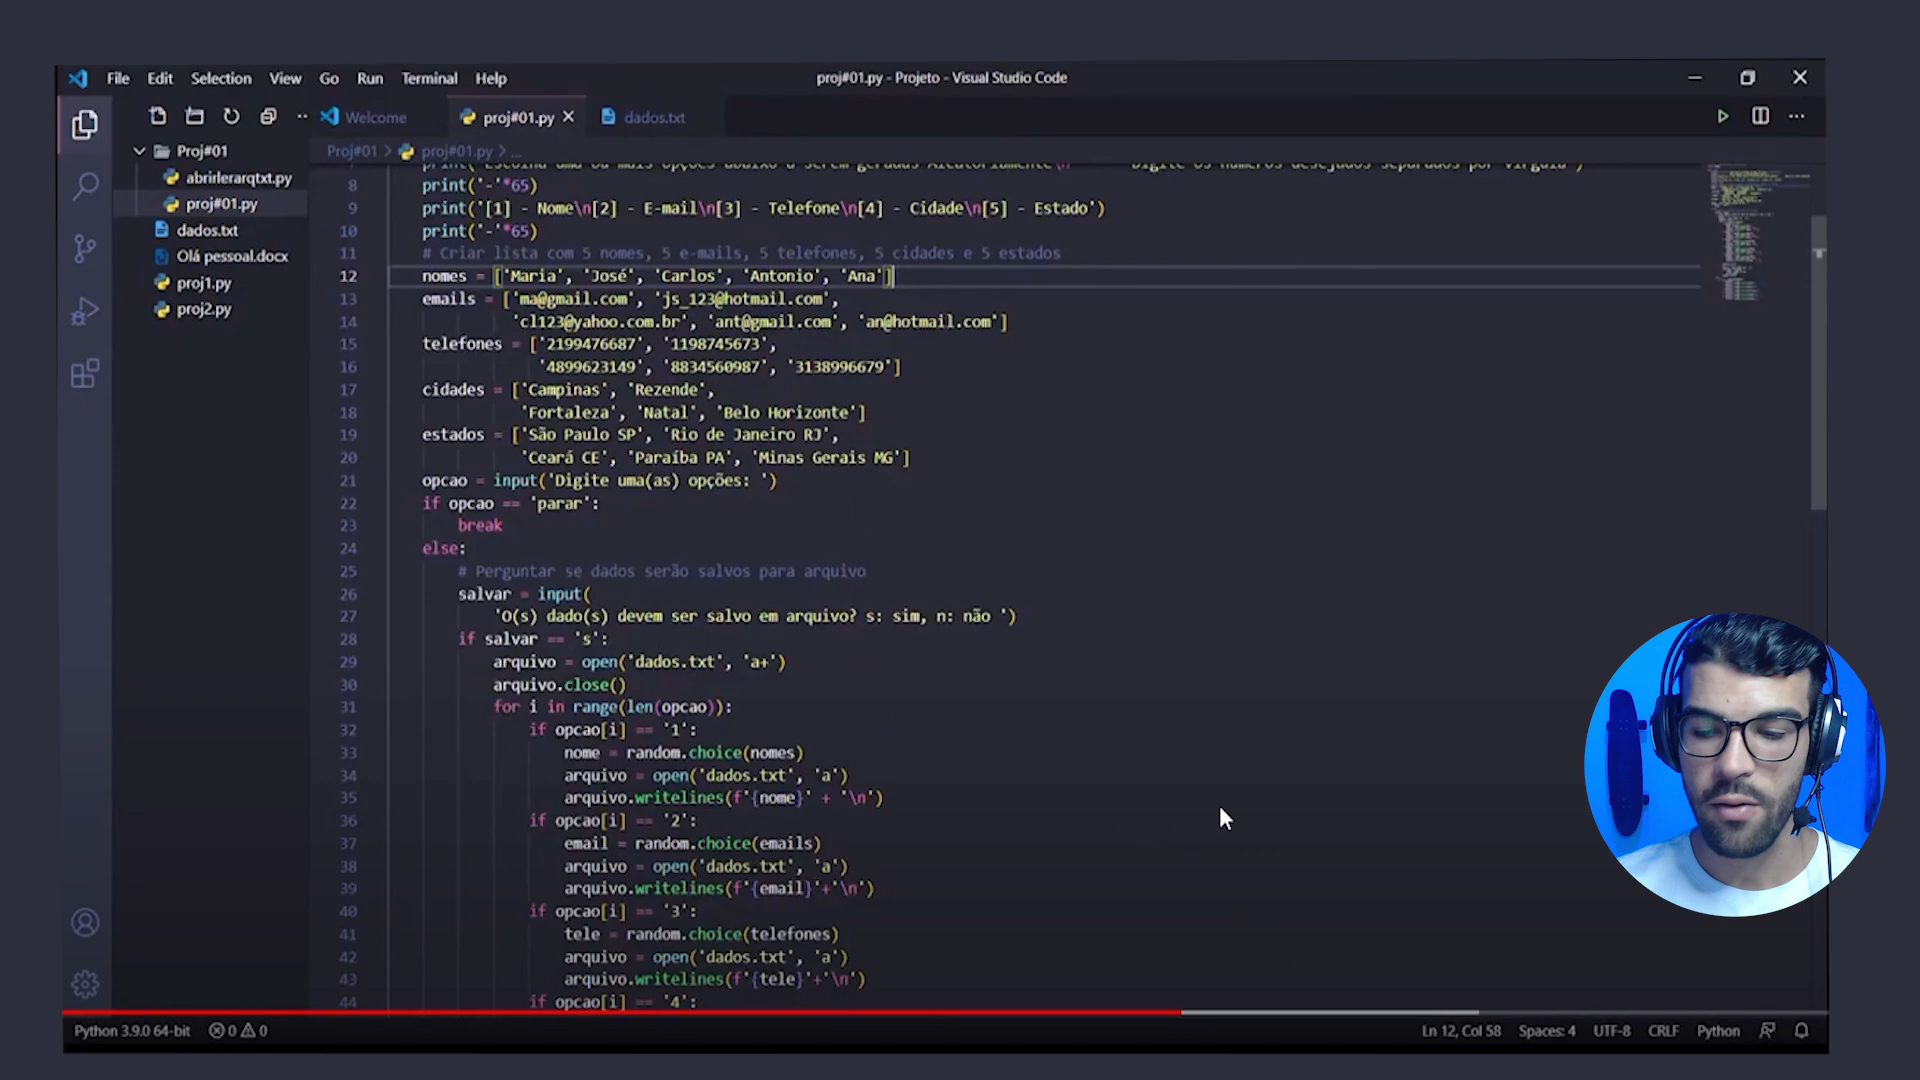 File Edit Selection View Go Run Terminal Help
proj#01.py - Projeto - Visual Studio Code
Welcome
proj#01.py
dados.txt
Proj#01
abrirlerarqtxt.py
proj#01.py
dados.txt
Olá pessoal.docx
proj1.py
proj2.py
Proj#01 > proj#01.py > ...
8 print('-'*65)
9 print('[1] - Nome\n[2] - E-mail\n[3] - Telefone\n[4] - Cidade\n[5] - Estado')
10 print('-'*65)
11 # Criar lista com 5 nomes, 5 e-mails, 5 telefones, 5 cidades e 5 estados
12 nomes = ['Maria', 'José', 'Carlos', 'Antonio', 'Ana']
13 emails = ['ma@gmail.com', 'js_123@hotmail.com',
14 'cl123@yahoo.com.br', 'ant@gmail.com', 'an@hotmail.com']
15 telefones = ['2199476687', '1198745673',
16 '4899623149', '8834560987', '3138996679']
17 cidades = ['Campinas', 'Rezende',
18 'Fortaleza', 'Natal', 'Belo Horizonte']
19 estados = ['São Paulo SP', 'Rio de Janeiro RJ',
20 'Ceará CE', 'Paraíba PA', 'Minas Gerais MG']
21 opcao = input('Digite uma(as) opções: ')
22 if opcao == 'parar':
23 break
24 else:
25 # Perguntar se dados serão salvos para arquivo
26 salvar = input(
27 'O(s) dado(s) devem ser salvo em arquivo? s: sim, n: não ')
28 if salvar == 's':
29 arquivo = open('dados.txt', 'a+')
30 arquivo.close()
31 for i in range(len(opcao)):
32 if opcao[i] == '1':
33 nome = random.choice(nomes)
34 arquivo = open('dados.txt', 'a')
35 arquivo.writelines(f'{nome}' + '\n')
36 if opcao[i] == '2':
37 email = random.choice(emails)
38 arquivo = open('dados.txt', 'a')
39 arquivo.writelines(f'{email}'+'\n')
40 if opcao[i] == '3':
41 tele = random.choice(telefones)
42 arquivo = open('dados.txt', 'a')
43 arquivo.writelines(f'{tele}'+'\n')
44 if opcao[i] == '4':
Python 3.9.0 64-bit 0 0
Ln 12, Col 58 Spaces: 4 UTF-8 CRLF Python